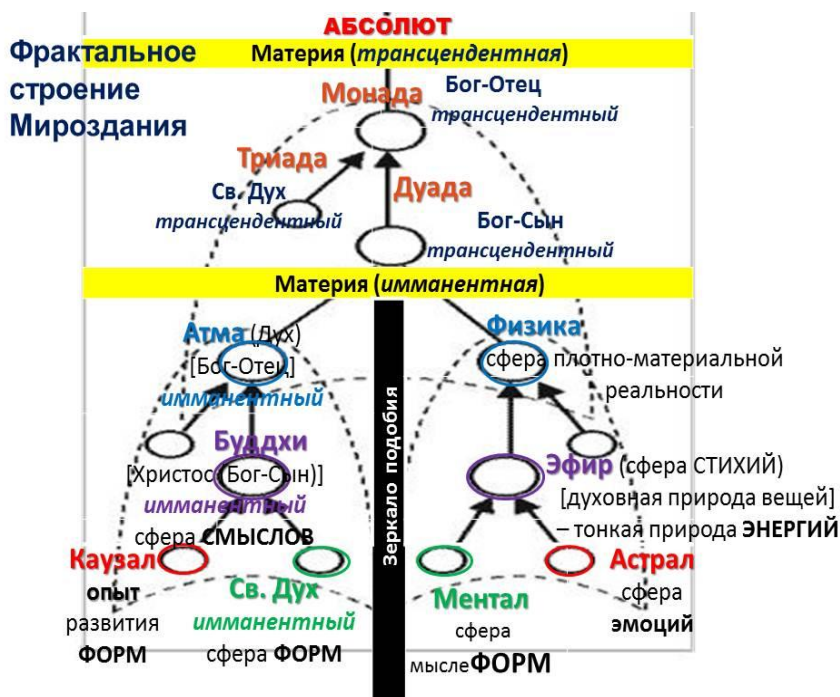 АБСОЛЮТ
Фрактальное
строение
Мироздания
Материя (трансцендентная)
Монада
Бог-Отец
трансцендентный
Триада
Св. Дух
трансцендентный
Дуада
Бог-Сын
трансцендентный
Материя (имманентная)
Атма (Дух)
[Бог-Отец]
имманентный
Буддхи
[Христос (Бог-Сын)]
имманентный
сфера СМЫСЛОВ
Каузал
опыт
развития
ФОРМ
Св. Дух
имманентный
сфера ФОРМ
Зеркало подобия
Физика
сфера плотно-материальной
реальности
Эфир (сфера СТИХИЙ)
[духовная природа вещей]
– тонкая природа ЭНЕРГИЙ
Ментал
сфера
мыслеФОРМ
Астрал
сфера
эмоций